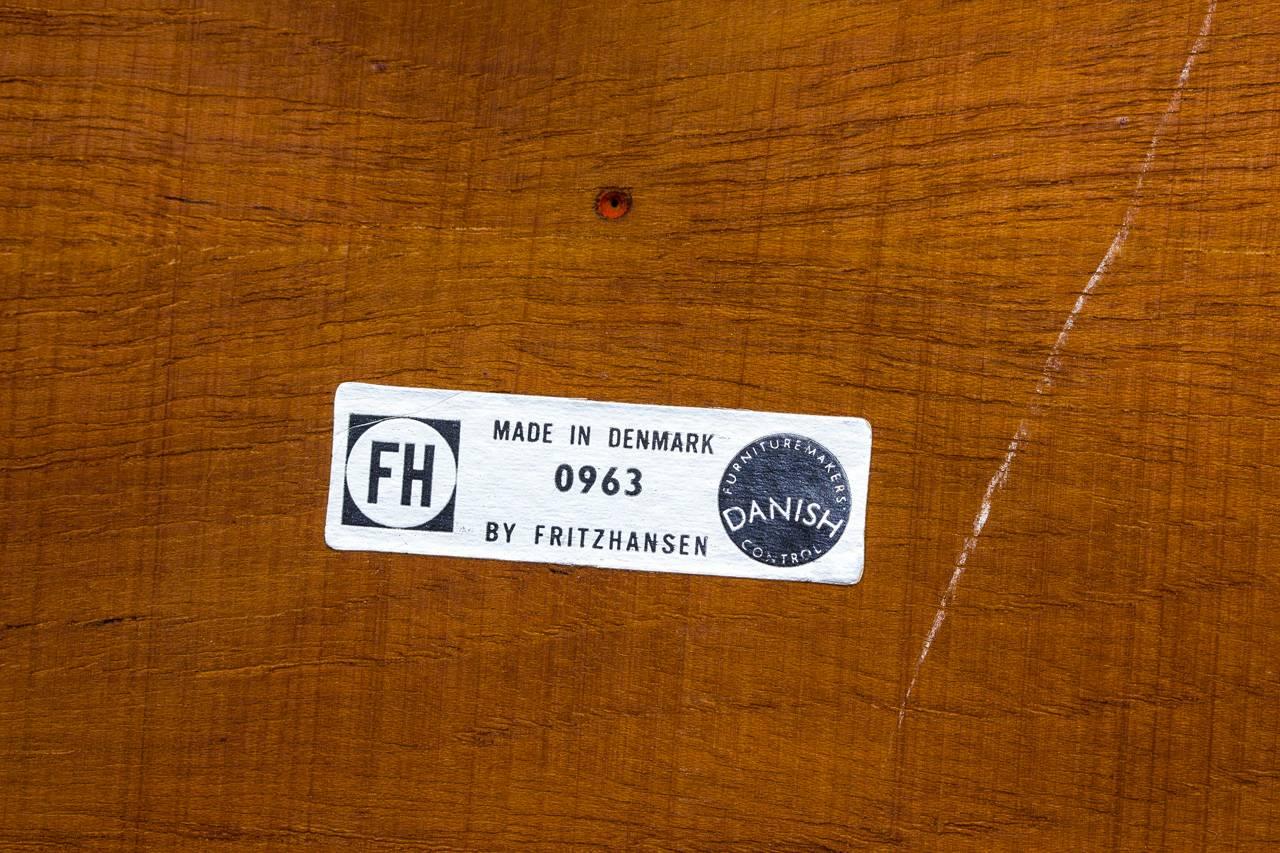 FH
MADE IN DENMARK
0963
BY FRITZHANSEN
FURNITUREMAKERS'
DANISH
CONTROL